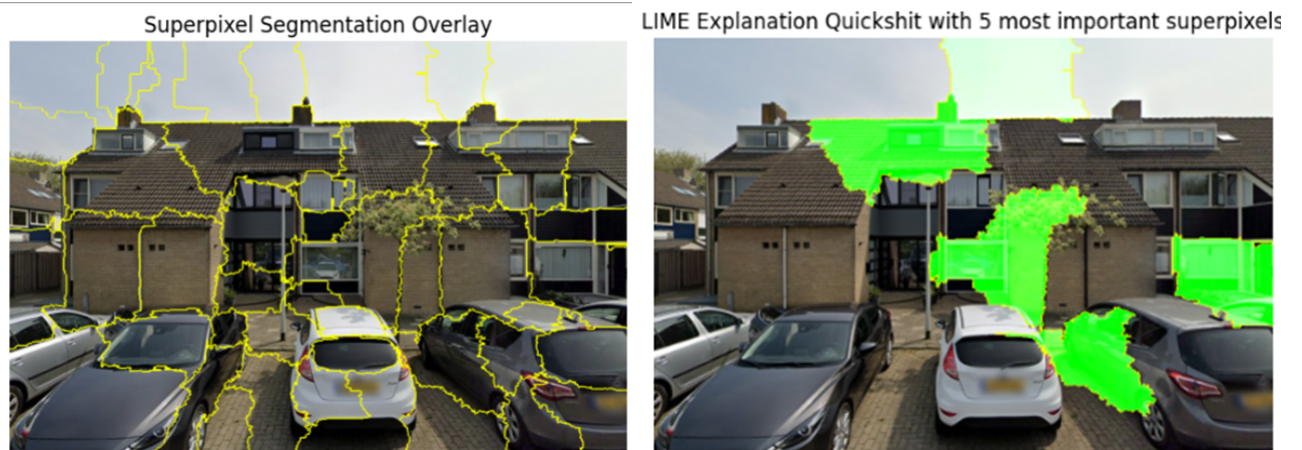 Superpixel Segmentation Overlay
LIME Explanation Quickshit with 5 most important superpixels